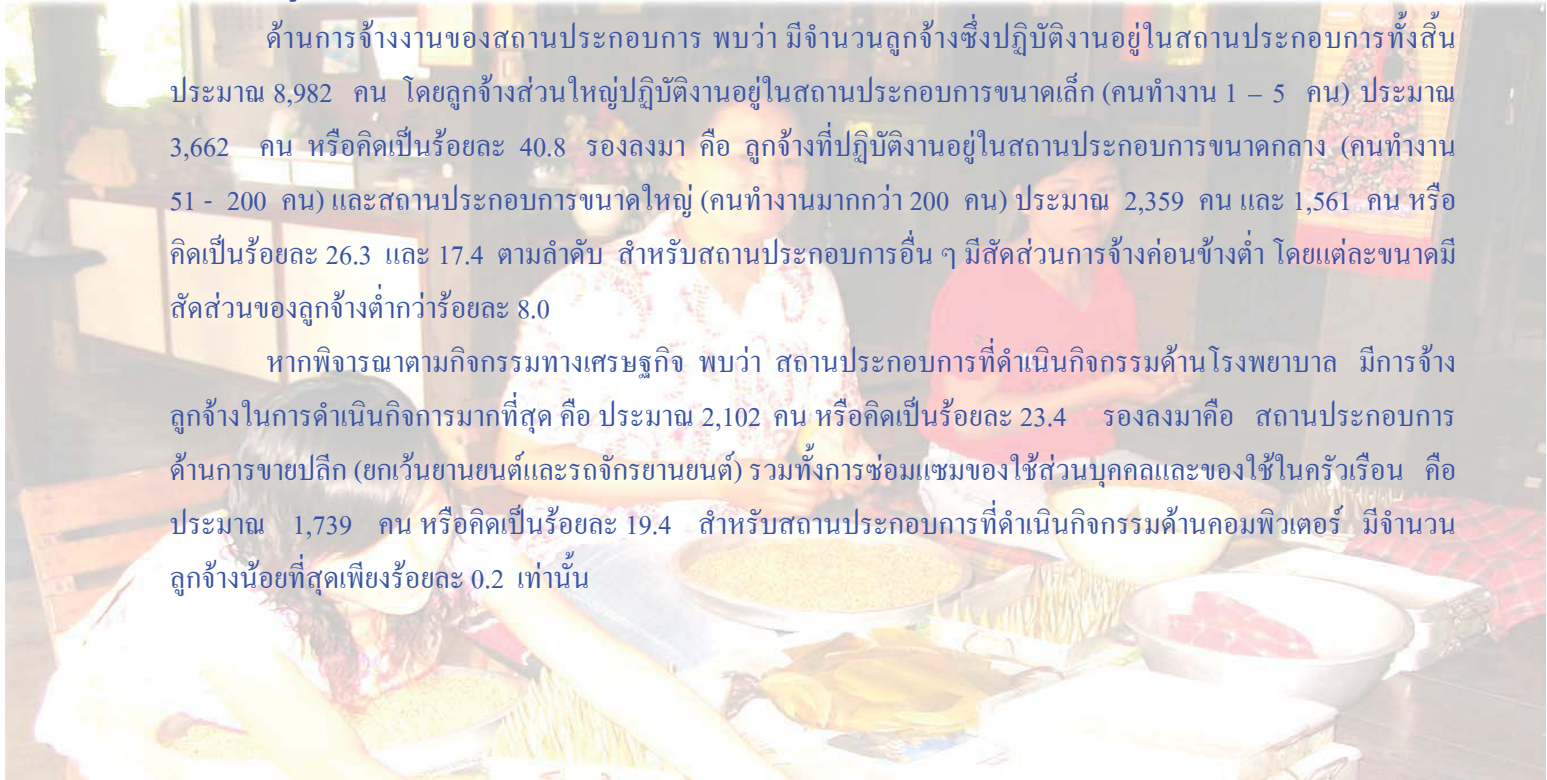 ด้านการจ้างงานของสถานประกอบการ พบว่า มีจำนวนลูกจ้างซึ่งปฏิบัติงานอยู่ในสถานประกอบการทั้งสิ้น
ประมาณ 8,982 คน โดยลูกจ้างส่วนใหญ่ปฏิบัติงานอยู่ในสถานประกอบการขนาดเล็ก (คนทำงาน 1 – 5 คน) ประมาณ
3,662 คน หรือคิดเป็นร้อยละ 40.8 รองลงมา คือ ลูกจ้างที่ปฏิบัติงานอยู่ในสถานประกอบการขนาดกลาง (คนทำงาน
51 - 200 คน) และสถานประกอบการขนาดใหญ่ (คนทำงานมากกว่า 200 คน) ประมาณ 2,359 คน และ 1,561 คน หรือ
คิดเป็นร้อยละ 26.3 และ 17.4 ตามลำดับ สำหรับสถานประกอบการอื่น ๆ มีสัดส่วนการจ้างค่อนข้างต่ำ โดยแต่ละขนาดมี
สัดส่วนของลูกจ้างต่ำกว่าร้อยละ 8.0
หากพิจารณาตามกิจกรรมทางเศรษฐกิจ พบว่า สถานประกอบการที่ดำเนินกิจกรรมด้านโรงพยาบาล มีการจ้าง
ลูกจ้างในการดำเนินกิจการมากที่สุด คือ ประมาณ 2,102 คน หรือคิดเป็นร้อยละ 23.4 รองลงมาคือ สถานประกอบการ
ด้านการขายปลีก (ยกเว้นยานยนต์และรถจักรยานยนต์) รวมทั้งการซ่อมแซมของใช้ส่วนบุคคลและของใช้ในครัวเรือน คือ
ประมาณ 1,739 คน หรือคิดเป็นร้อยละ 19.4 สำหรับสถานประกอบการที่ดำเนินกิจกรรมด้านคอมพิวเตอร์ มีจำนวน
ลูกจ้างน้อยที่สุดเพียงร้อยละ 0.2 เท่านั้น